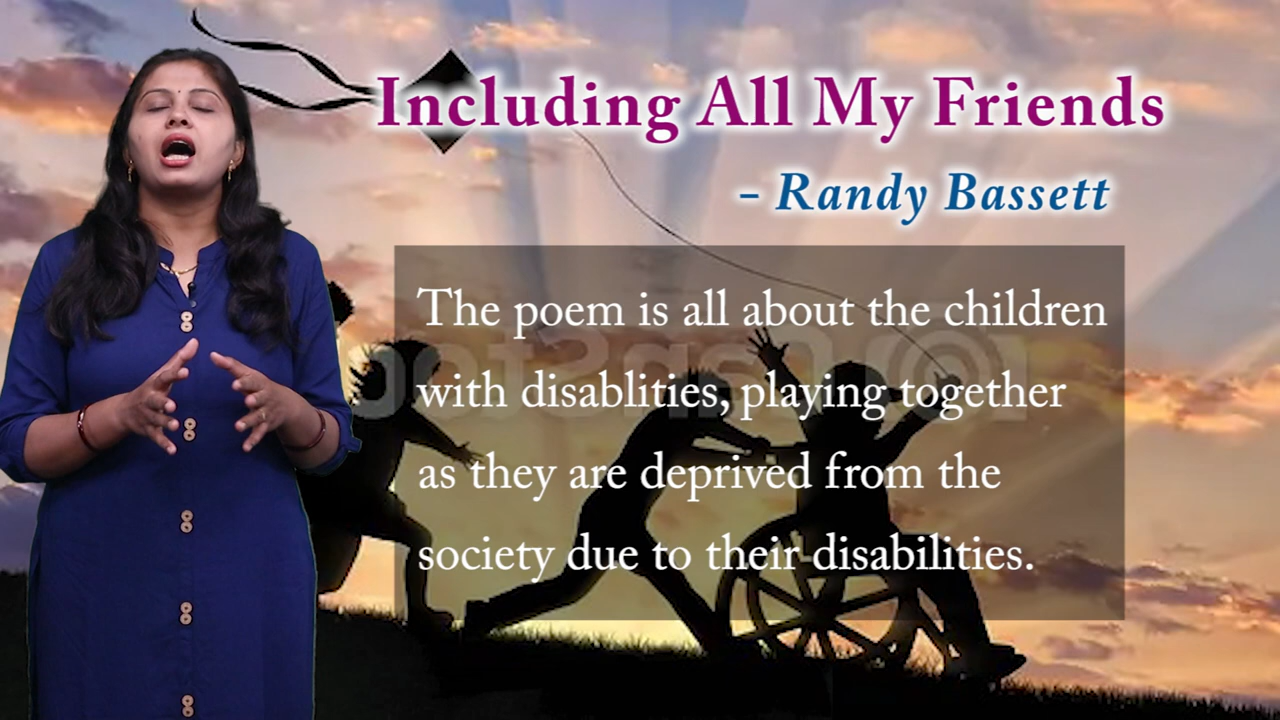 Including All My Friends
– Randy Bassett
The poem is all about the children
with disablities, playing together
as they are deprived from the
society due to their disabilities.